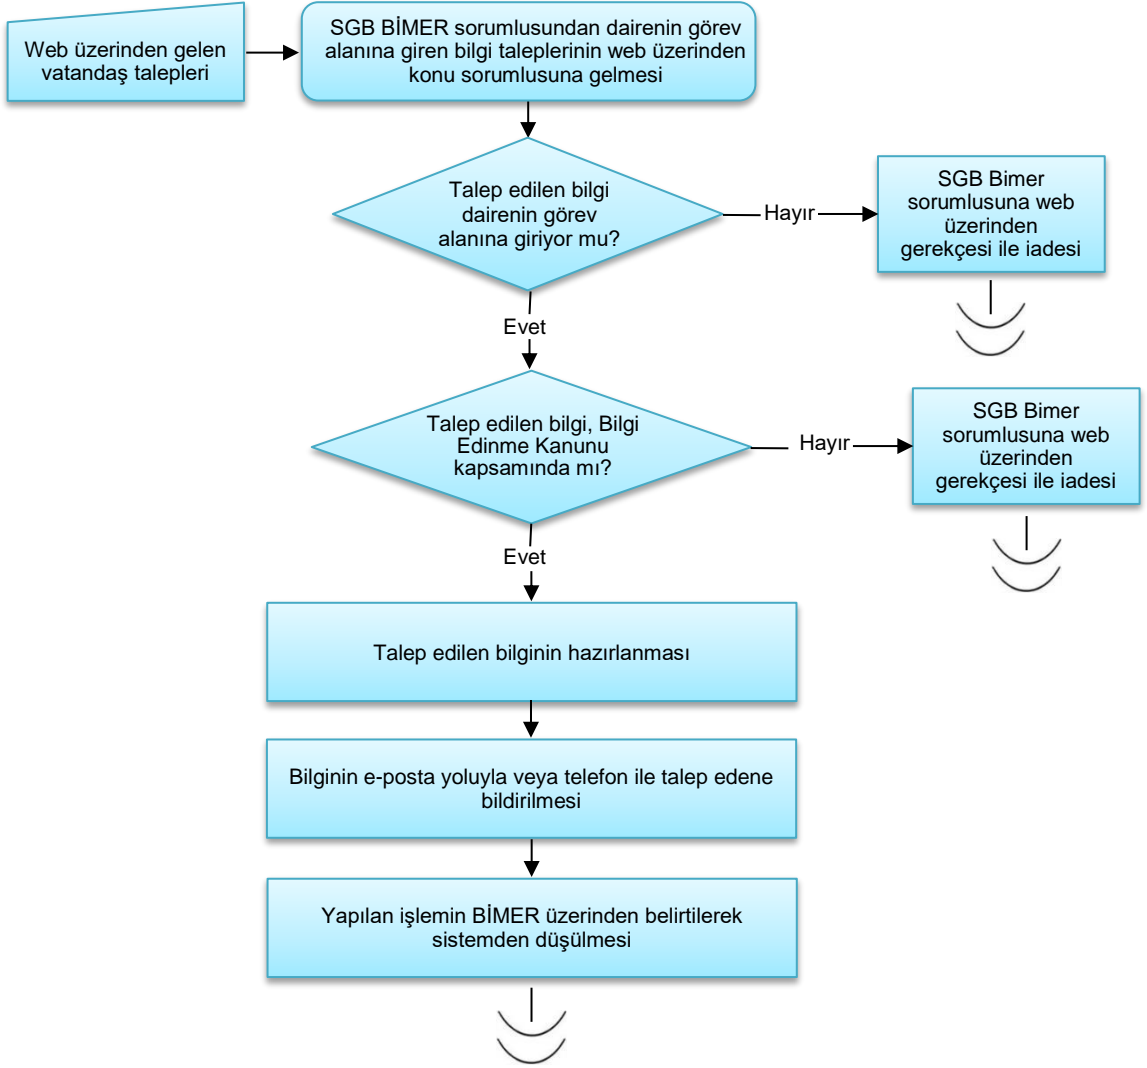 Web üzerinden gelen
vatandaş talepleri
SGB BİMER sorumlusundan dairenin görev
alanına giren bilgi taleplerinin web üzerinden
konu sorumlusuna gelmesi
Talep edilen bilgi
dairenin görev
alanına giriyor mu?
Hayır
SGB Bimer
sorumlusuna web
üzerinden
gerekçesi ile iadesi
Evet
Talep edilen bilgi, Bilgi
Edinme Kanunu
kapsamında mı?
Hayır
SGB Bimer
sorumlusuna web
üzerinden
gerekçesi ile iadesi
Evet
Talep edilen bilginin hazırlanması
Bilginin e-posta yoluyla veya telefon ile talep edene
bildirilmesi
Yapılan işlemin BİMER üzerinden belirtilerek
sistemden düşülmesi